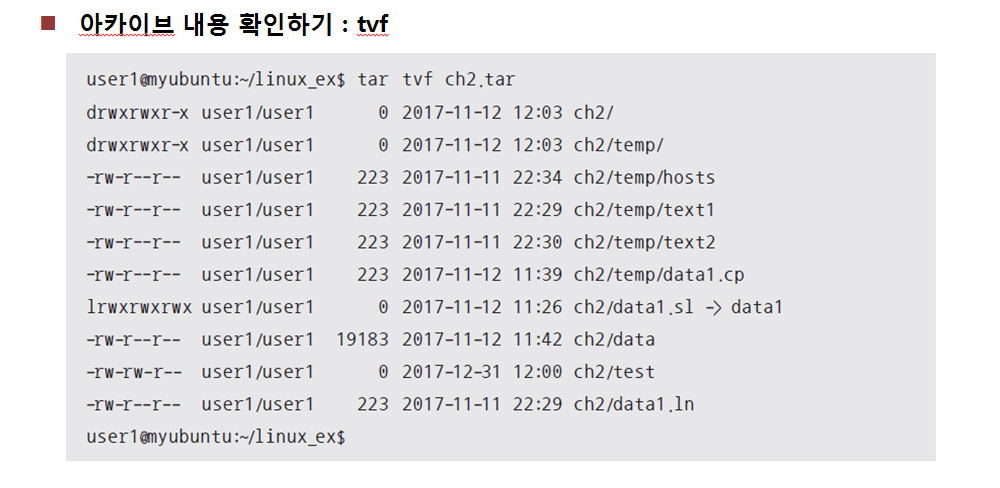 아카이브 내용 확인하기 : tvf
user1@myubuntu:~/linux_ex$ tar tvf ch2.tar
drwxrwxr-x user1/user1 0 2017-11-12 12:03 ch2/
drwxrwxr-x user1/user1 0 2017-11-12 12:03 ch2/temp/
-rw-r--r-- user1/user1 223 2017-11-11 22:34 ch2/temp/hosts
-rw-r--r-- user1/user1 223 2017-11-11 22:29 ch2/temp/text1
-rw-r--r-- user1/user1 223 2017-11-11 22:30 ch2/temp/text2
-rw-r--r-- user1/user1 223 2017-11-12 11:39 ch2/temp/data1.cp
lrwxrwxrwx user1/user1 0 2017-11-12 11:26 ch2/data1.sl -> data1
-rw-r--r-- user1/user1 19183 2017-11-12 11:42 ch2/data
-rw-rw-r-- user1/user1 0 2017-12-31 12:00 ch2/test
-rw-r--r-- user1/user1 223 2017-11-11 22:29 ch2/data1.ln
user1@myubuntu:~/linux_ex$